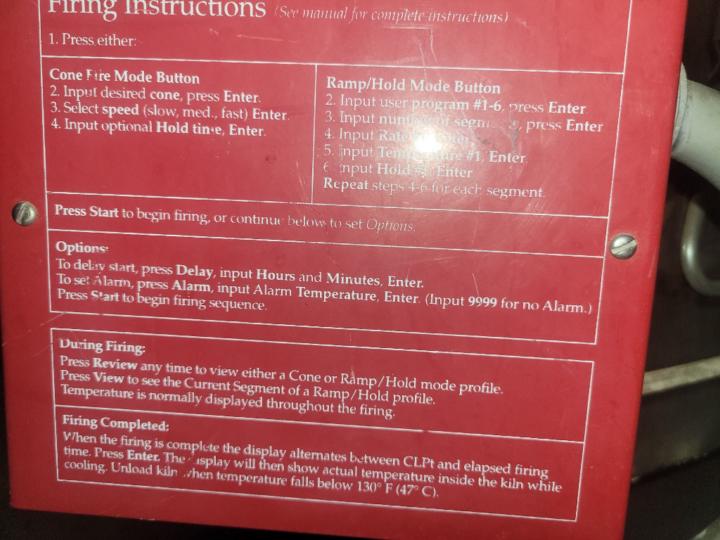 Firing Instructions (See manual for complete instructions)
1. Press either:
Cone Fire Mode Button
2. Input desired cone, press Enter.
3. Select speed (slow, med., fast) Enter.
4. Input optional Hold time, Enter.
Ramp/Hold Mode Button
2. Input user program #1-6, press Enter
3. Input number of segments, press Enter
4. Input Rate
5. Input Temperature #1, Enter
6. Input Hold Enter
Repeat steps 4-6 for each segment.
Press Start to begin firing, or continue below to set Options.
Options:
To delay start, press Delay, input Hours and Minutes, Enter.
To set Alarm, press Alarm, input Alarm Temperature, Enter. (Input 9999 for no Alarm.)
Press Start to begin firing sequence.
During Firing:
Press Review any time to view either a Cone or Ramp/Hold mode profile.
Press View to see the Current Segment of a Ramp/Hold profile.
Temperature is normally displayed throughout the firing.
Firing Completed:
When the firing is complete the display alternates between CLPt and elapsed firing
time. Press Enter. The display will then show actual temperature inside the kiln while
cooling. Unload kiln when temperature falls below 130° F (47° C).